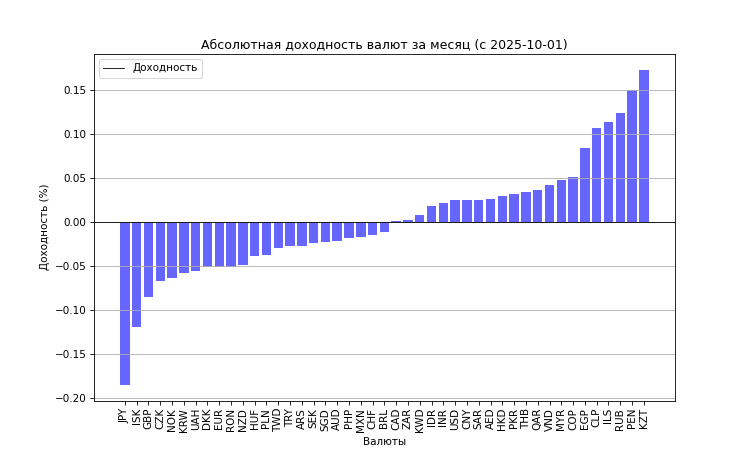 Абсолютная доходность валют за месяц (с 2025-10-01)
Доходность
0.15
0.10
0.05
0.00
−0.05
−0.10
−0.15
−0.20
Доходность (%)
JPY
ISK
GBP
CZK
NOK
KRW
UAH
DKK
EUR
RON
NZD
HUF
PLN
TWD
TRY
ARS
SEK
SGD
AUD
PHP
MXN
CHF
BRL
CAD
ZAR
KWD
IDR
INR
USD
CNY
SAR
AED
HKD
PKR
THB
QAR
VND
MYR
COP
EGP
CLP
ILS
RUB
PEN
KZT
Валюты